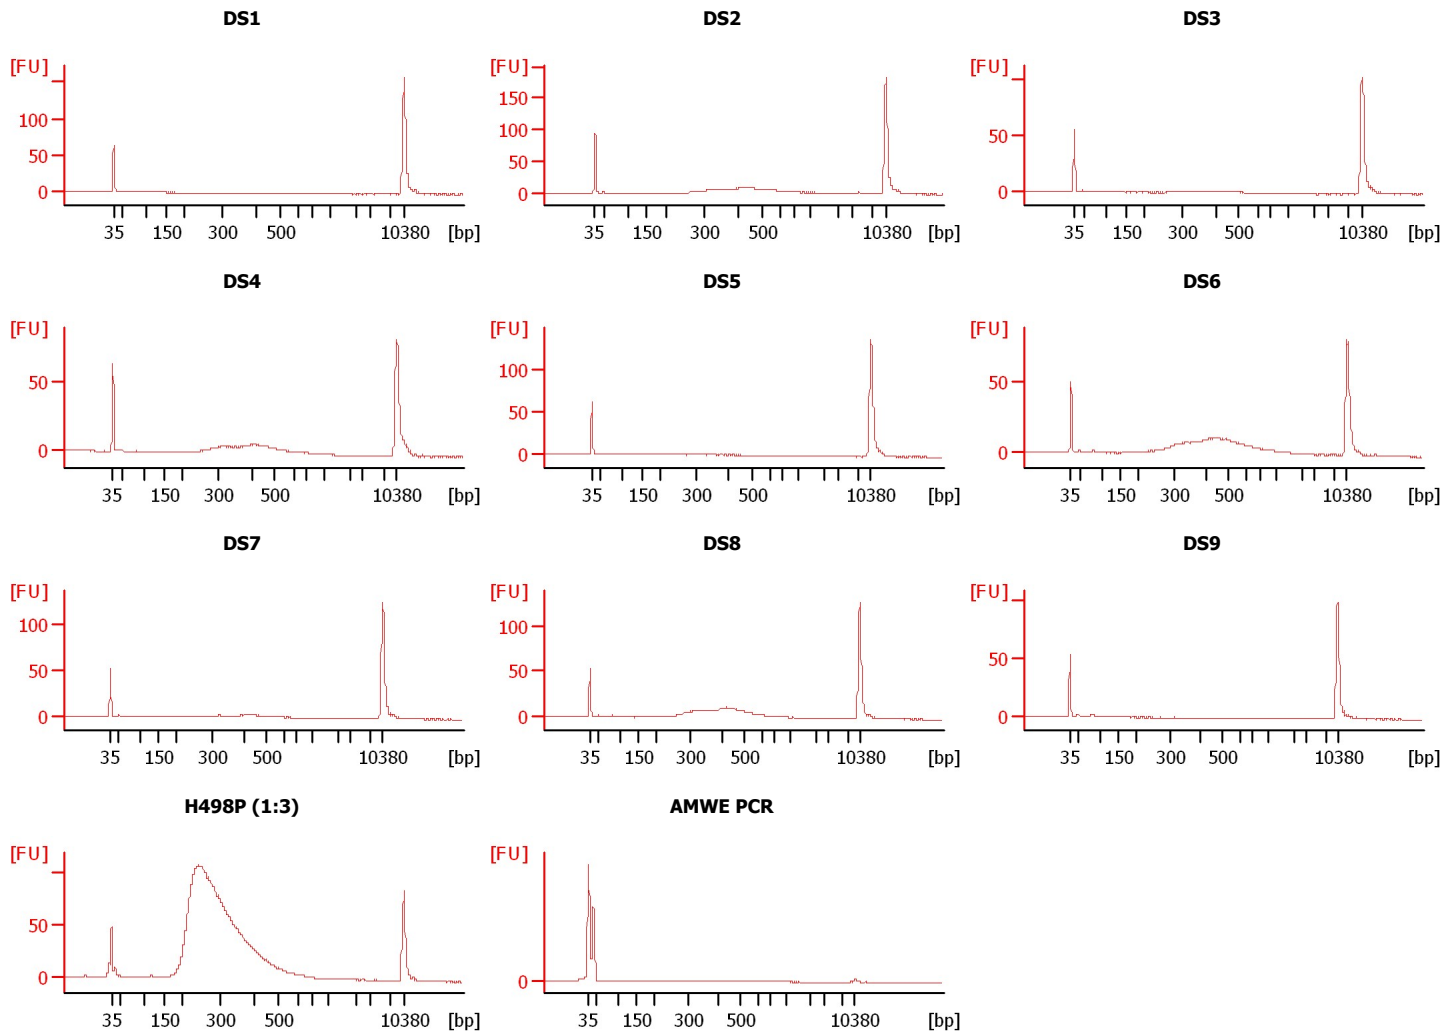 DS1 DS2 DS3
[FU] [FU] [FU]
150
100 100
50 50 50
0 0 0
35 150 300 500 10380 [bp] 35 150 300 500 10380 [bp] 35 150 300 500 10380 [bp]
DS4 DS5 DS6
[FU] [FU] [FU]
100
50 50 50
0 0 0
35 150 300 500 10380 [bp] 35 150 300 500 10380 [bp] 35 150 300 500 10380 [bp]
DS7 DS8 DS9
[FU] [FU] [FU]
100 100
50 50 50
0 0 0
35 150 300 500 10380 [bp] 35 150 300 500 10380 [bp] 35 150 300 500 10380 [bp]
H498P (1:3) AMWE PCR
[FU] [FU]
50
0 0
35 150 300 500 10380 [bp] 35 150 300 500 10380 [bp]